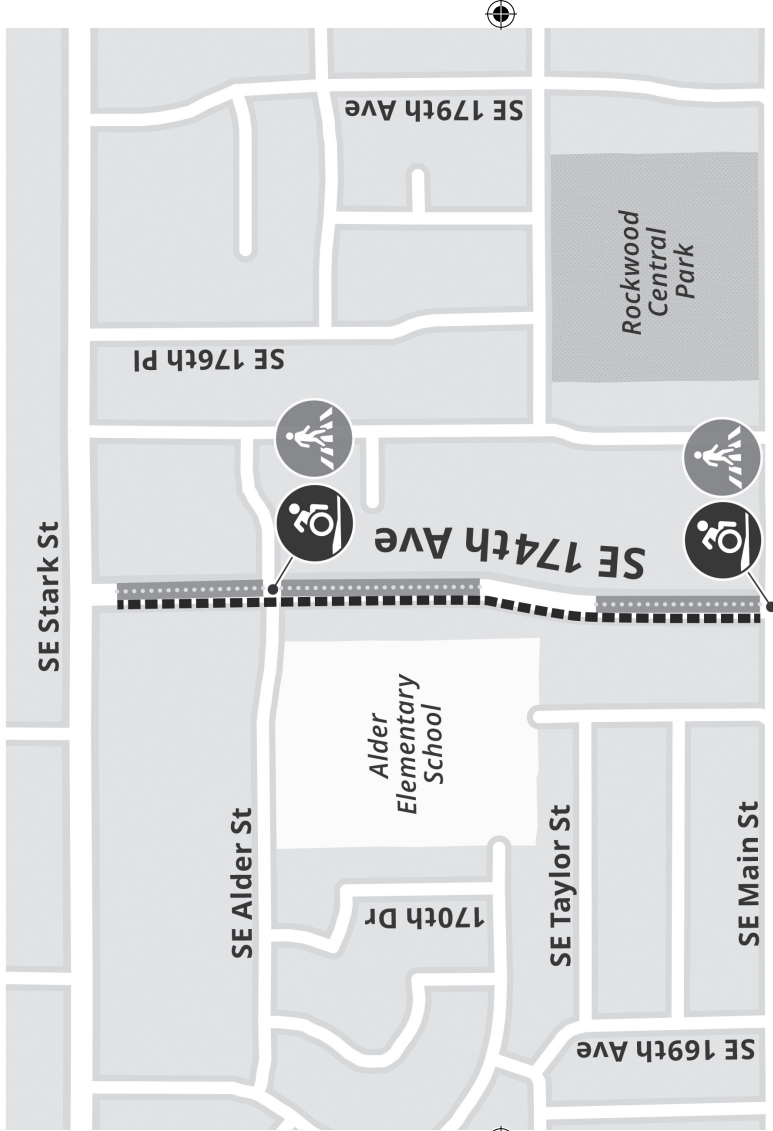 SE 179th Ave
Rockwood
Central
Park
SE 176th Pl
SE 174th Ave
SE Stark St
Alder
Elementary
School
SE Alder St
SE Taylor St
SE Main St
170th Dr
SE 169th Ave